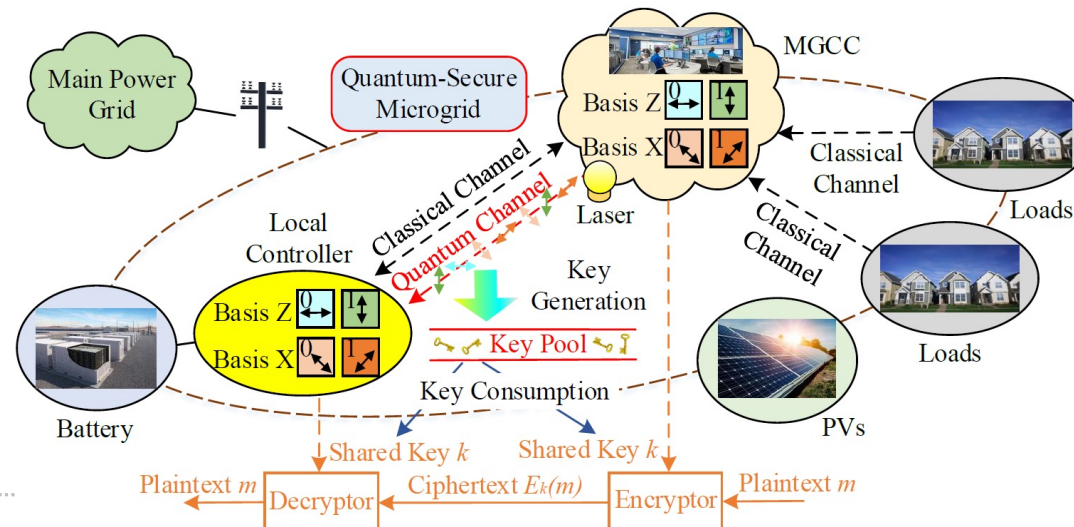 Main Power
Grid
Quantum-Secure
Microgrid
MGCC
Basis Z
0
1
Basis X
0
1
Laser
Classical Channel
Quantum Channel
Classical
Channel
Loads
Classical
Channel
Loads
Local
Controller
Basis Z
0
1
Basis X
0
1
Key
Generation
Key Pool
Key Consumption
Battery
PVs
Shared Key k
Shared Key k
Plaintext m
Decryptor
Ciphertext Ek(m)
Encryptor
Plaintext m
...